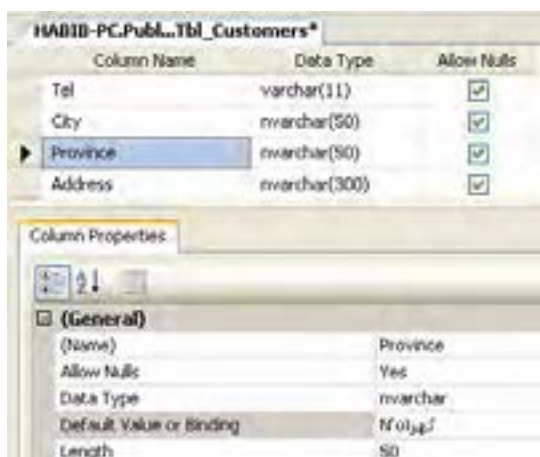 HABIB-PC.Publ...Tbl_Customers*
Column Name Data Type Allow Nulls
Tel varchar(11)
City nvarchar(50)
Province nvarchar(50)
Address nvarchar(300)
Column Properties
(General)
(Name) Province
Allow Nulls Yes
Data Type nvarchar
Default Value or Binding
Length 50